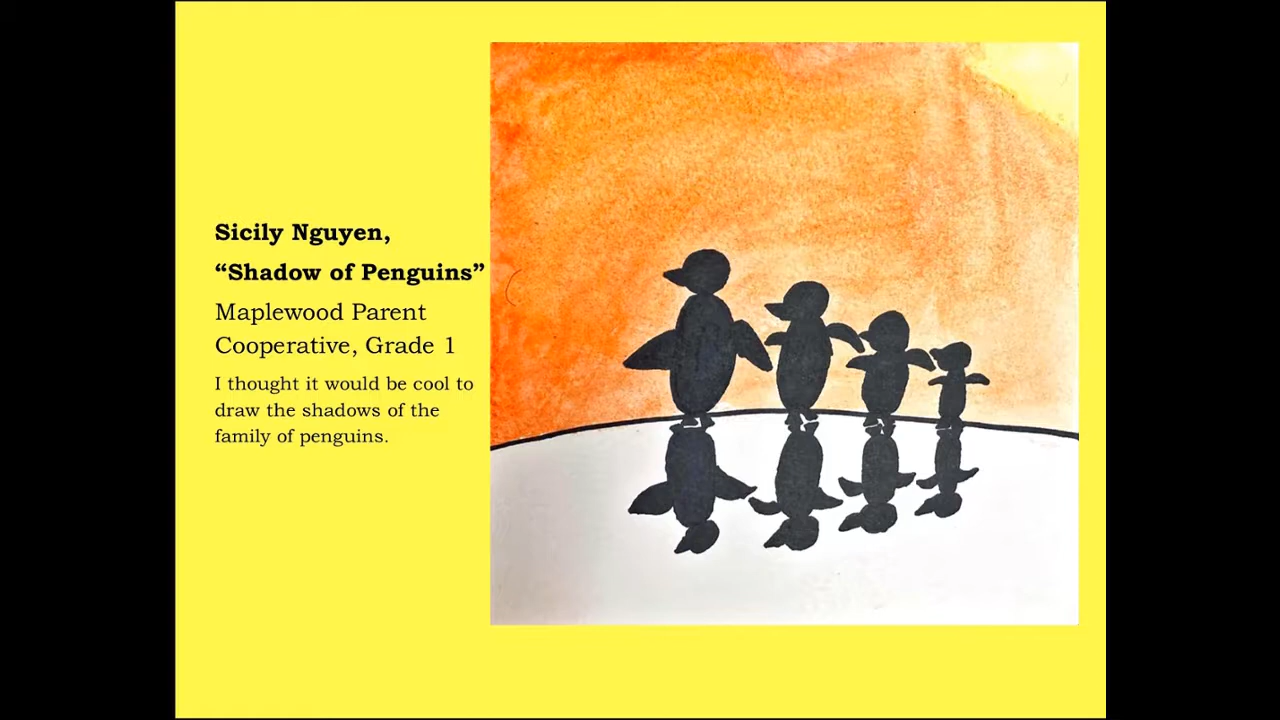 Sicily Nguyen,
“Shadow of Penguins”
Maplewood Parent
Cooperative, Grade 1
I thought it would be cool to
draw the shadows of the
family of penguins.